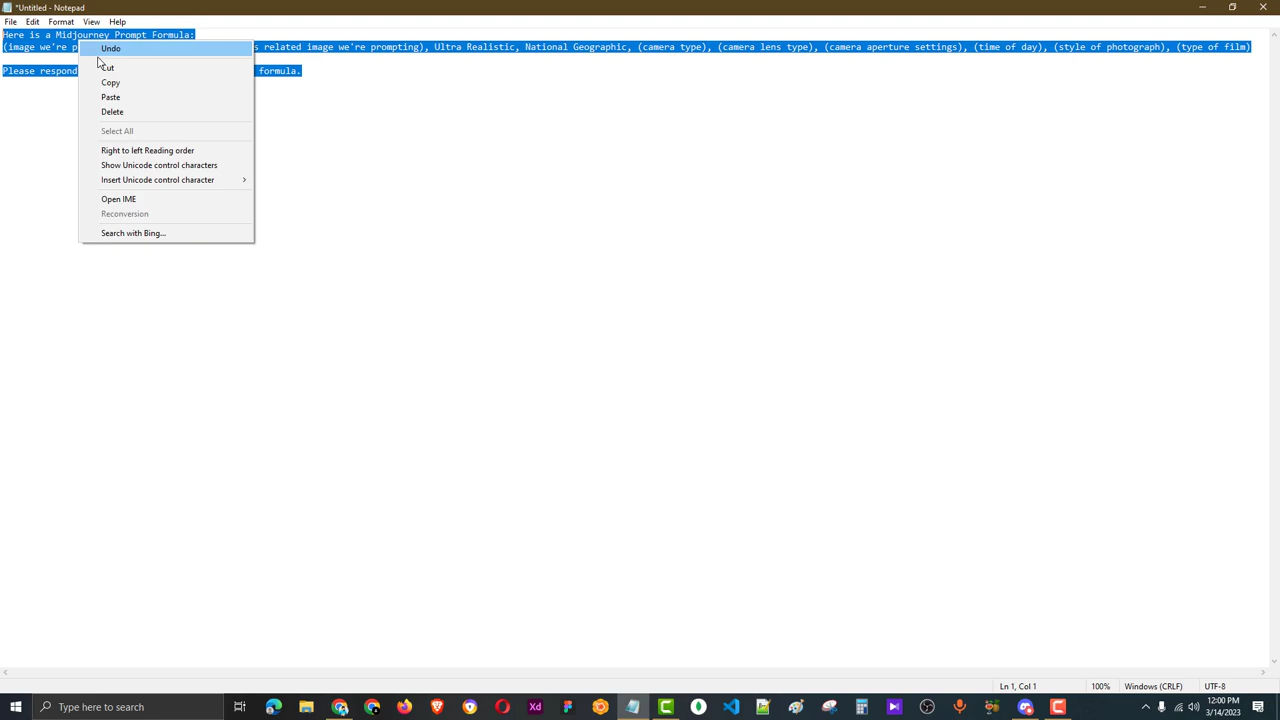 *Untitled - Notepad
File Edit Format View Help
Here is a Midjourney Prompt Formula:
(image we're p s related image we're prompting), Ultra Realistic, National Geographic, (camera type), (camera lens type), (camera aperture settings), (time of day), (style of photograph), (type of film)
Please respond formula.
Undo
Cut
Copy
Paste
Delete
Select All
Right to left Reading order
Show Unicode control characters
Insert Unicode control character
Open IME
Reconversion
Search with Bing...
Ln 1, Col 1 100% Windows (CRLF) UTF-8
Type here to search
Xd
12:00 PM
3/14/2023